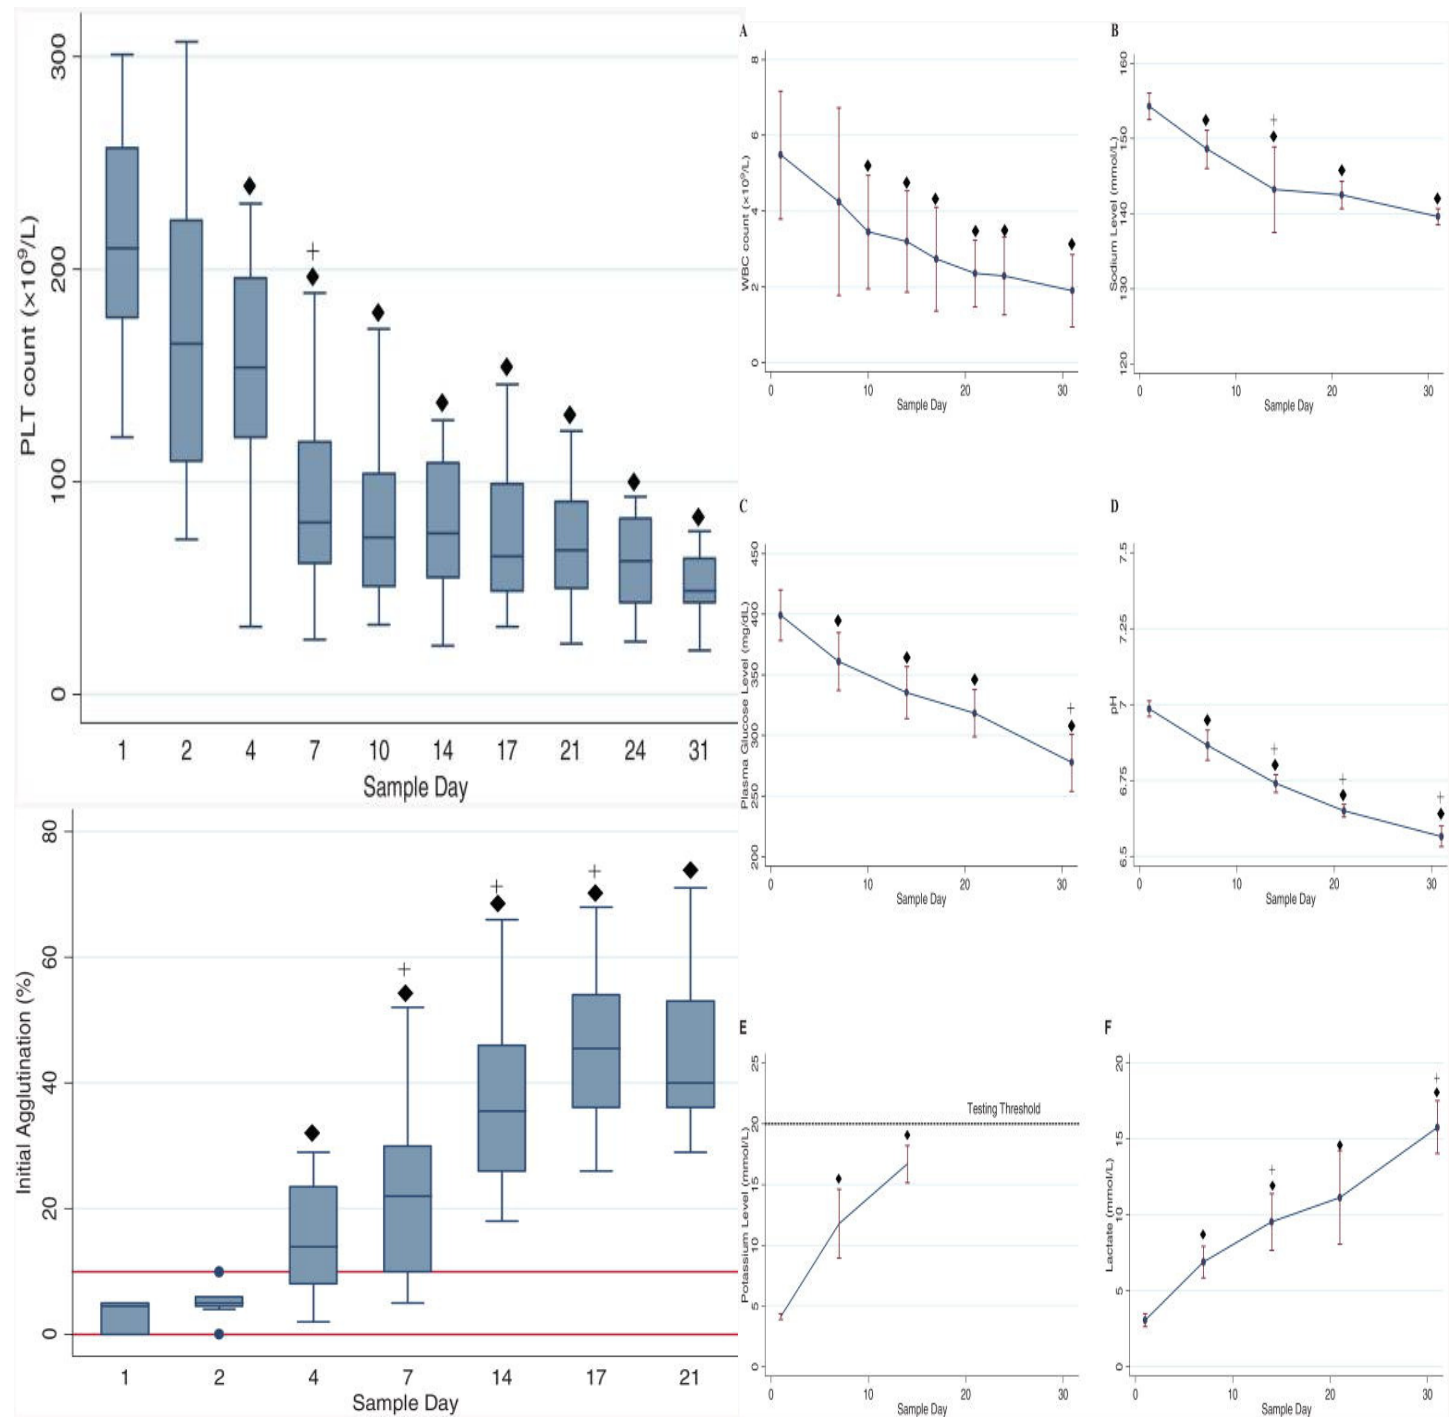 PLT count (×10⁹/L)
300
200
100
0
1 2 4 7 10 14 17 21 24 31
Sample Day
+
Initial Agglutination (%)
80
60
40
20
0
+
+
+
1 2 4 7 14 17 21
Sample Day
A
WBC count (×10⁹/L)
8
6
4
2
0
0 10 20 30
Sample Day
B
Sodium Level (mmol/L)
160
150
140
130
120
+
0 10 20 30
Sample Day
C
Plasma Glucose Level (mg/dL)
450
400
350
300
250
200
+
0 10 20 30
Sample Day
D
pH
7.5
7.25
7
6.75
6.5
+
+
+
0 10 20 30
Sample Day
E
Potassium Level (mmol/L)
25
20
15
10
5
0
Testing Threshold
0 10 20 30
Sample Day
F
Lactate (mmol/L)
20
15
10
5
0
+
+
0 10 20 30
Sample Day